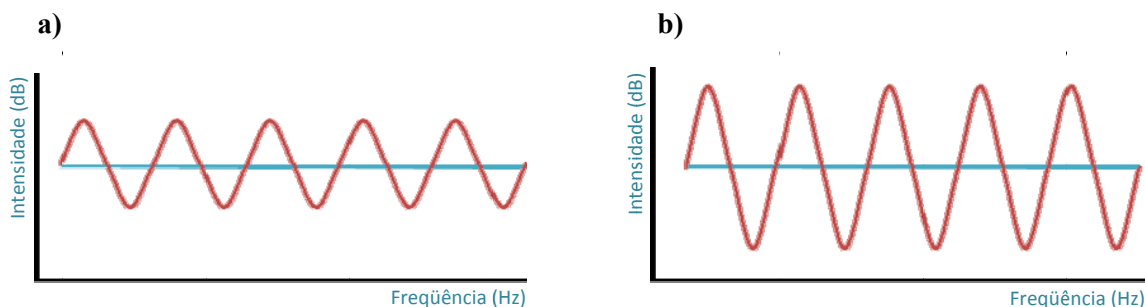 a)
Intensidade (dB)
Freqüência (Hz)
b)
Intensidade (dB)
Freqüência (Hz)